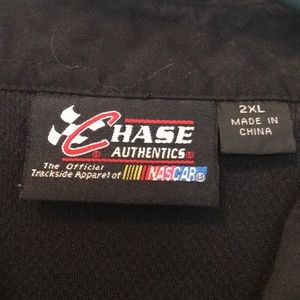 CHASE
AUTHENTICS®
The Official
Trackside Apparel of NASCAR®
2XL
MADE IN
CHINA